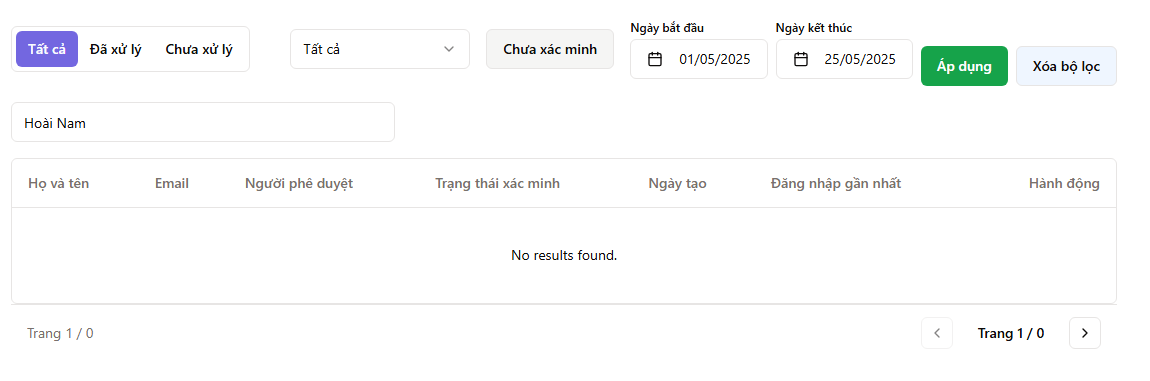 Ngày bắt đầu Ngày kết thúc
Tất cả Đã xử lý Chưa xử lý Tất cả Chưa xác minh 01/05/2025 25/05/2025 Áp dụng Xóa bộ lọc
Hoài Nam
Họ và tên Email Người phê duyệt Trạng thái xác minh Ngày tạo Đăng nhập gần nhất Hành động
No results found.
Trang 1 / 0 Trang 1 / 0